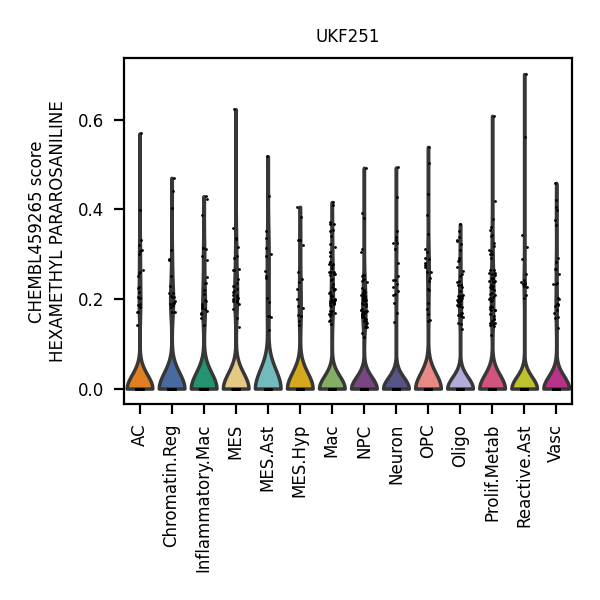 UKF251
CHEMBL459265 score
HEXAMETHYL PARAROSANILINE
0.6
0.4
0.2
0.0
AC
Chromatin.Reg
Inflammatory.Mac
MES
MES.Ast
MES.Hyp
Mac
NPC
Neuron
OPC
Oligo
Prolif.Metab
Reactive.Ast
Vasc